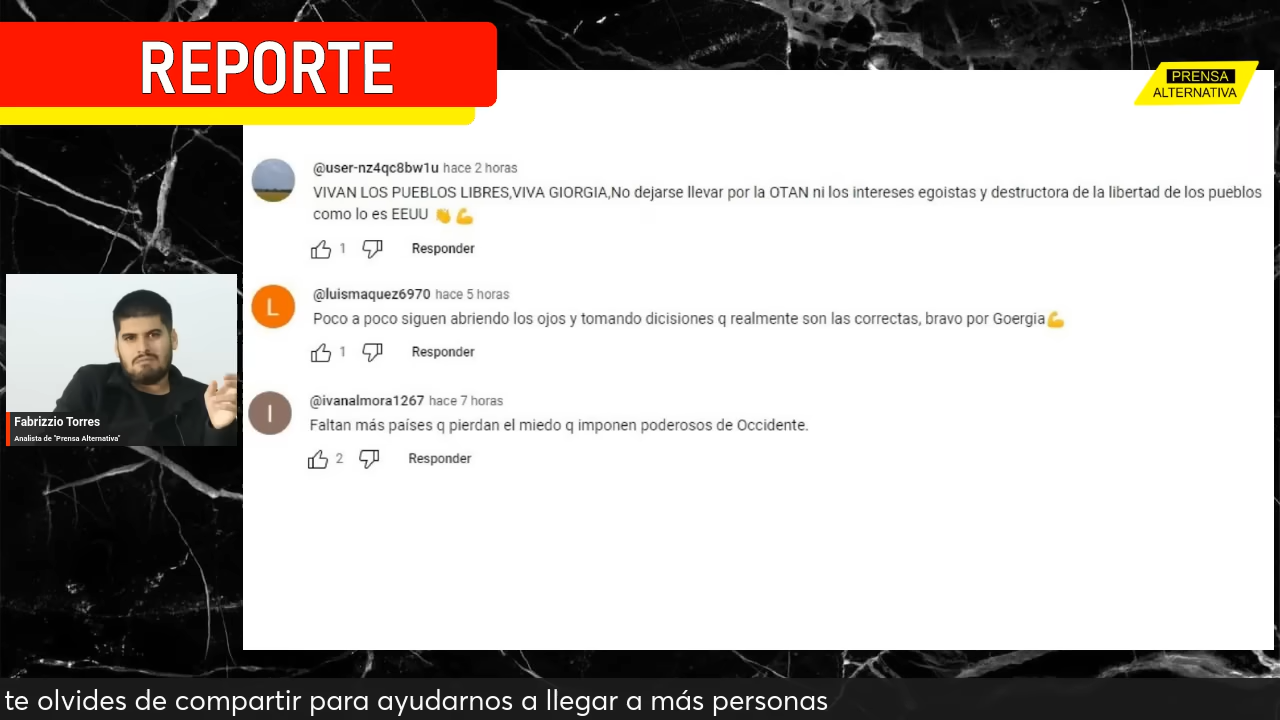 REPORTE
PRENSA
ALTERNATIVA
@user-nz4qc8bw1u hace 2 horas
VIVAN LOS PUEBLOS LIBRES,VIVA GIORGIA,No dejarse llevar por la OTAN ni los intereses egoistas y destructora de la libertad de los pueblos
como lo es EEUU 👏 💪
1 Responder
L
@luismaquez6970 hace 5 horas
Poco a poco siguen abriendo los ojos y tomando dicisiones q realmente son las correctas, bravo por Goergia💪
1 Responder
I
@ivanalmora1267 hace 7 horas
Faltan más países q pierdan el miedo q imponen poderosos de Occidente.
2 Responder
Fabrizzio Torres
Analista de "Prensa Alternativa"
te olvides de compartir para ayudarnos a llegar a más personas